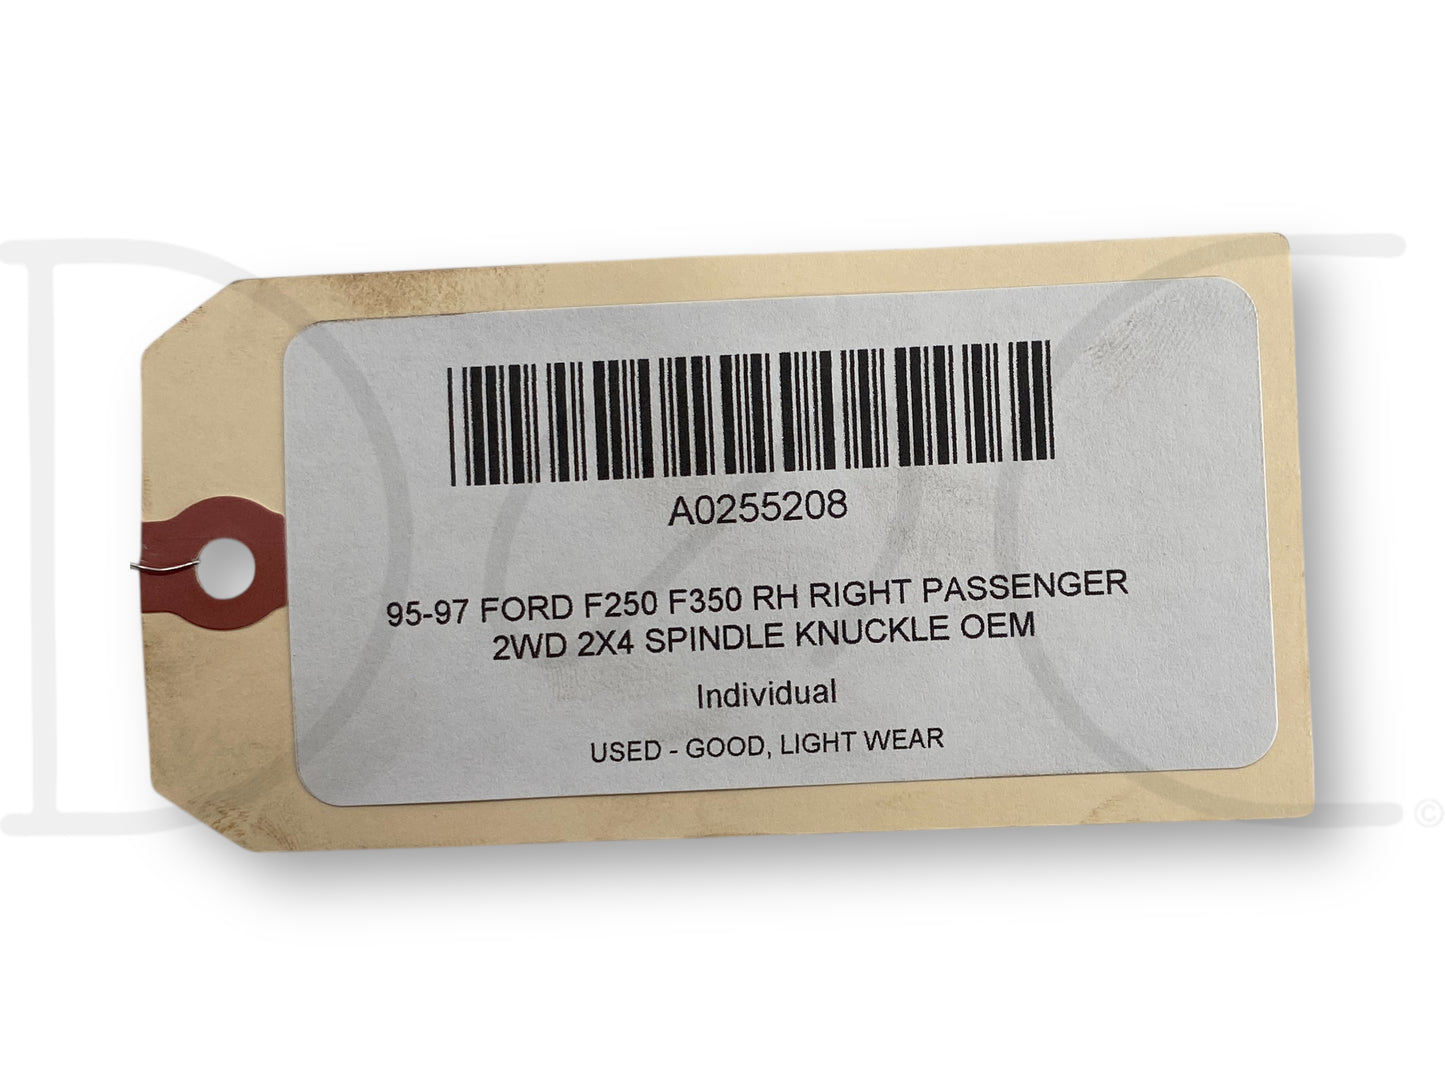 A0255208
95-97 FORD F250 F350 RH RIGHT PASSENGER
2WD 2X4 SPINDLE KNUCKLE OEM
Individual
USED - GOOD, LIGHT WEAR
©